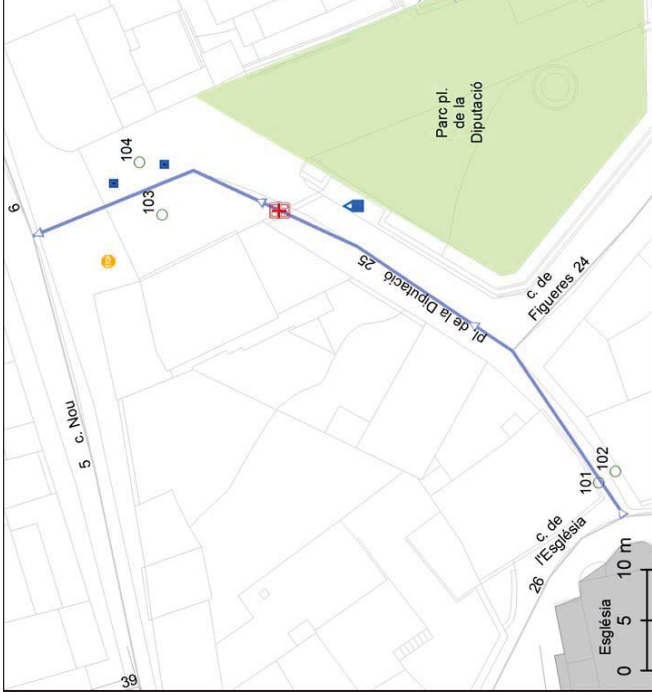 6
104
103
5 c. Nou
Parc pl.
de la
Diputació
pl. de la Diputació 25
c. de
Figueres 24
101
102
c. de
l'Església
26
39
Església
0 5 10 m